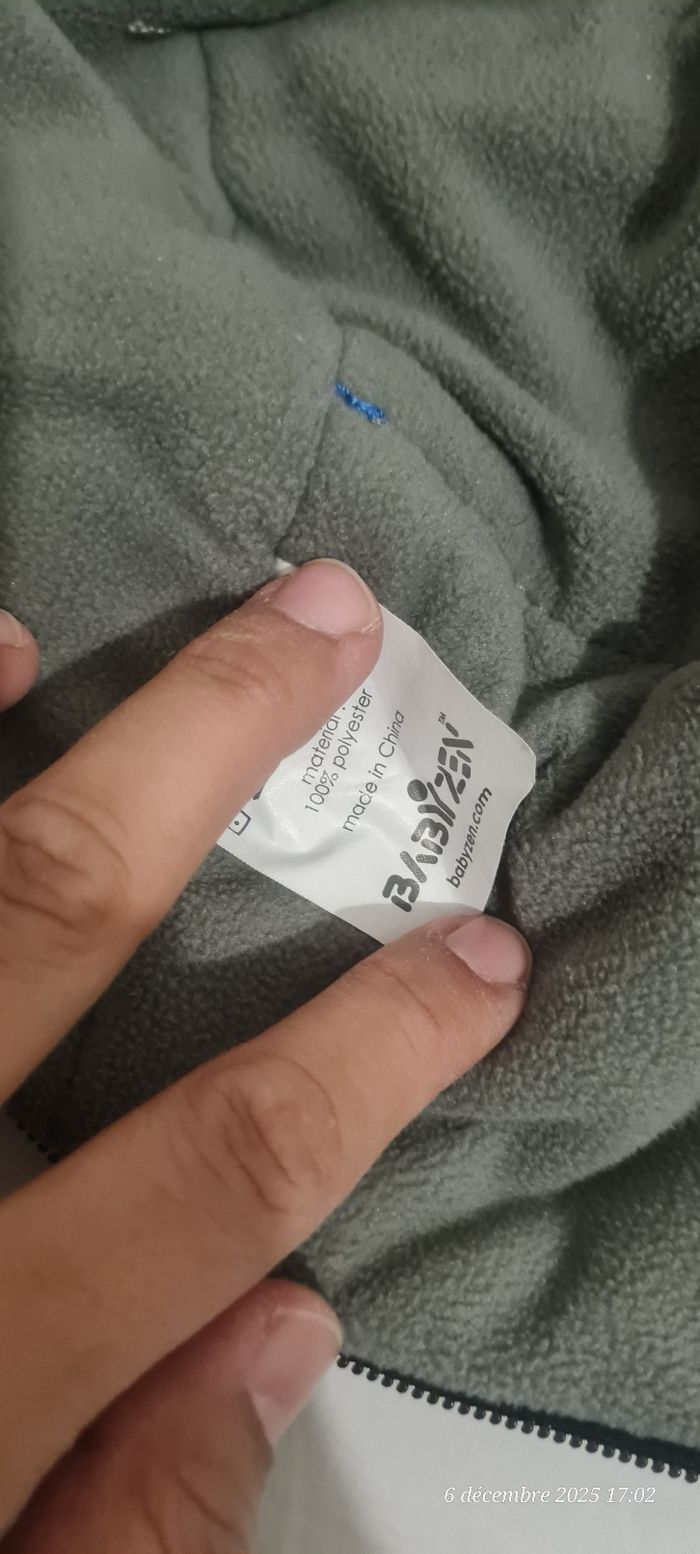 material :
100% polyester
made in China
BABYZEN™
babyzen.com
6 décembre 2025 17:02